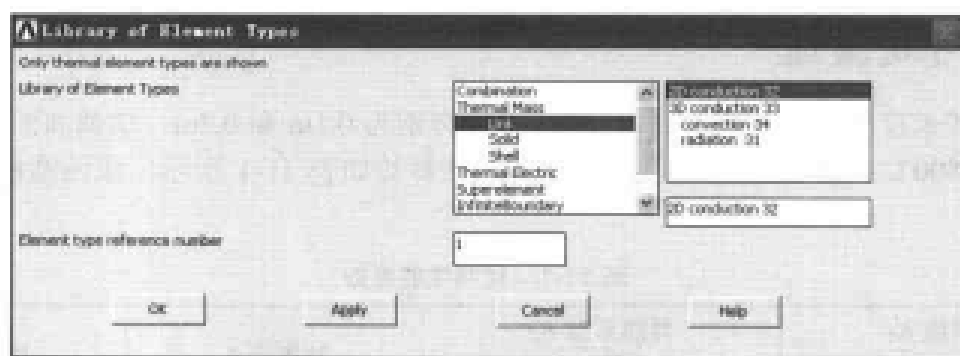 Library of Element Types
Only thermal element types are shown
Library of Element Types
Combination
Thermal Mass
Link
Solid
Shell
Thermal Electric
Superelement
InfiniteBoundary
2D conduction 32
3D conduction 33
convection 34
radiation 31
2D conduction 32
Element type reference number
1
OK
Apply
Cancel
Help